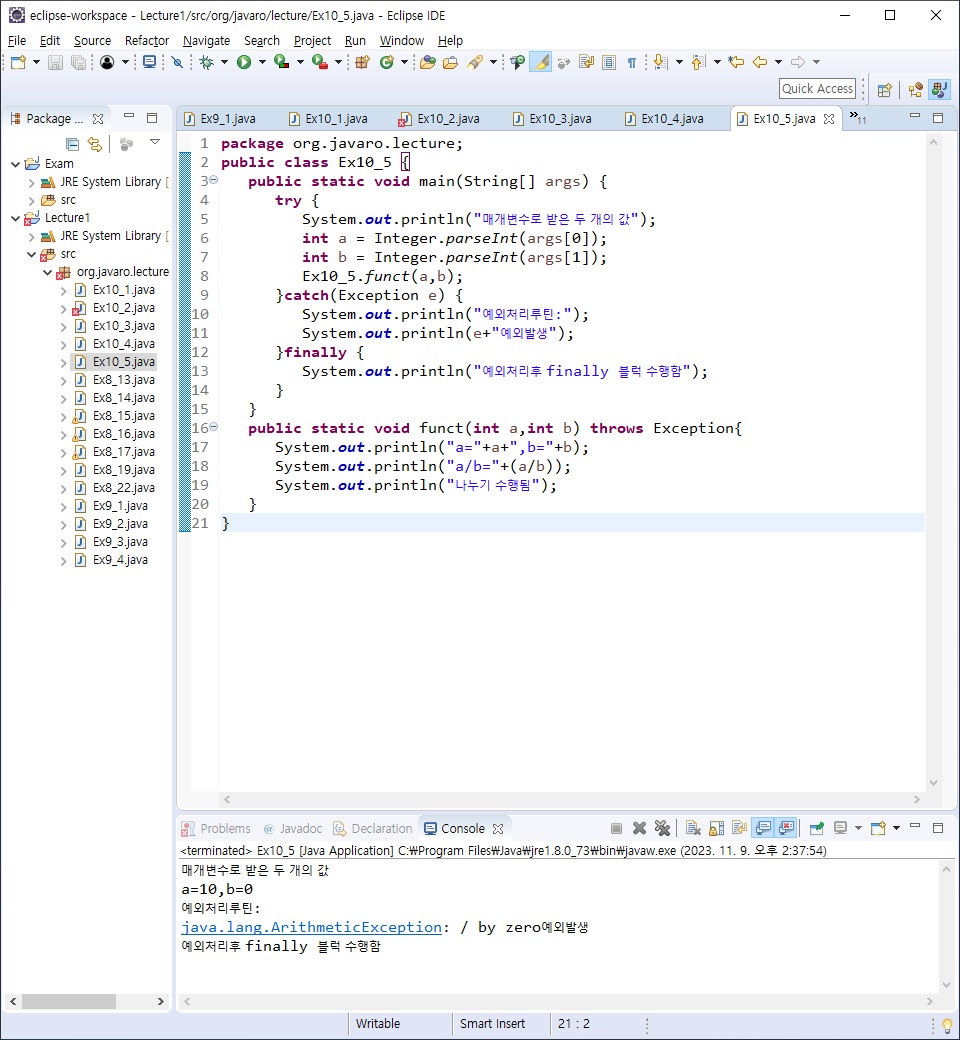 eclipse-workspace - Lecture1/src/org/javaro/lecture/Ex10_5.java - Eclipse IDE
File Edit Source Refactor Navigate Search Project Run Window Help
Quick Access
Package ...
Exam
JRE System Library [
src
Lecture1
JRE System Library [
src
org.javaro.lecture
Ex10_1.java
Ex10_2.java
Ex10_3.java
Ex10_4.java
Ex10_5.java
Ex8_13.java
Ex8_14.java
Ex8_15.java
Ex8_16.java
Ex8_17.java
Ex8_19.java
Ex8_22.java
Ex9_1.java
Ex9_2.java
Ex9_3.java
Ex9_4.java
Ex9_1.java Ex10_1.java Ex10_2.java Ex10_3.java Ex10_4.java Ex10_5.java »11
1 package org.javaro.lecture;
2 public class Ex10_5 {
3 public static void main(String[] args) {
4 try {
5 System.out.println("매개변수로 받은 두 개의 값");
6 int a = Integer.parseInt(args[0]);
7 int b = Integer.parseInt(args[1]);
8 Ex10_5.funct(a,b);
9 }catch(Exception e) {
10 System.out.println("예외처리루틴:");
11 System.out.println(e+"예외발생");
12 }finally {
13 System.out.println("예외처리후 finally 블럭 수행함");
14 }
15 }
16 public static void funct(int a,int b) throws Exception{
17 System.out.println("a="+a+",b="+b);
18 System.out.println("a/b="+(a/b));
19 System.out.println("나누기 수행됨");
20 }
21 }
Problems @ Javadoc Declaration Console
<terminated> Ex10_5 [Java Application] C:₩Program Files₩Java₩jre1.8.0_73₩bin₩javaw.exe (2023. 11. 9. 오후 2:37:54)
매개변수로 받은 두 개의 값
a=10,b=0
예외처리루틴:
java.lang.ArithmeticException: / by zero예외발생
예외처리후 finally 블럭 수행함
Writable Smart Insert 21 : 2